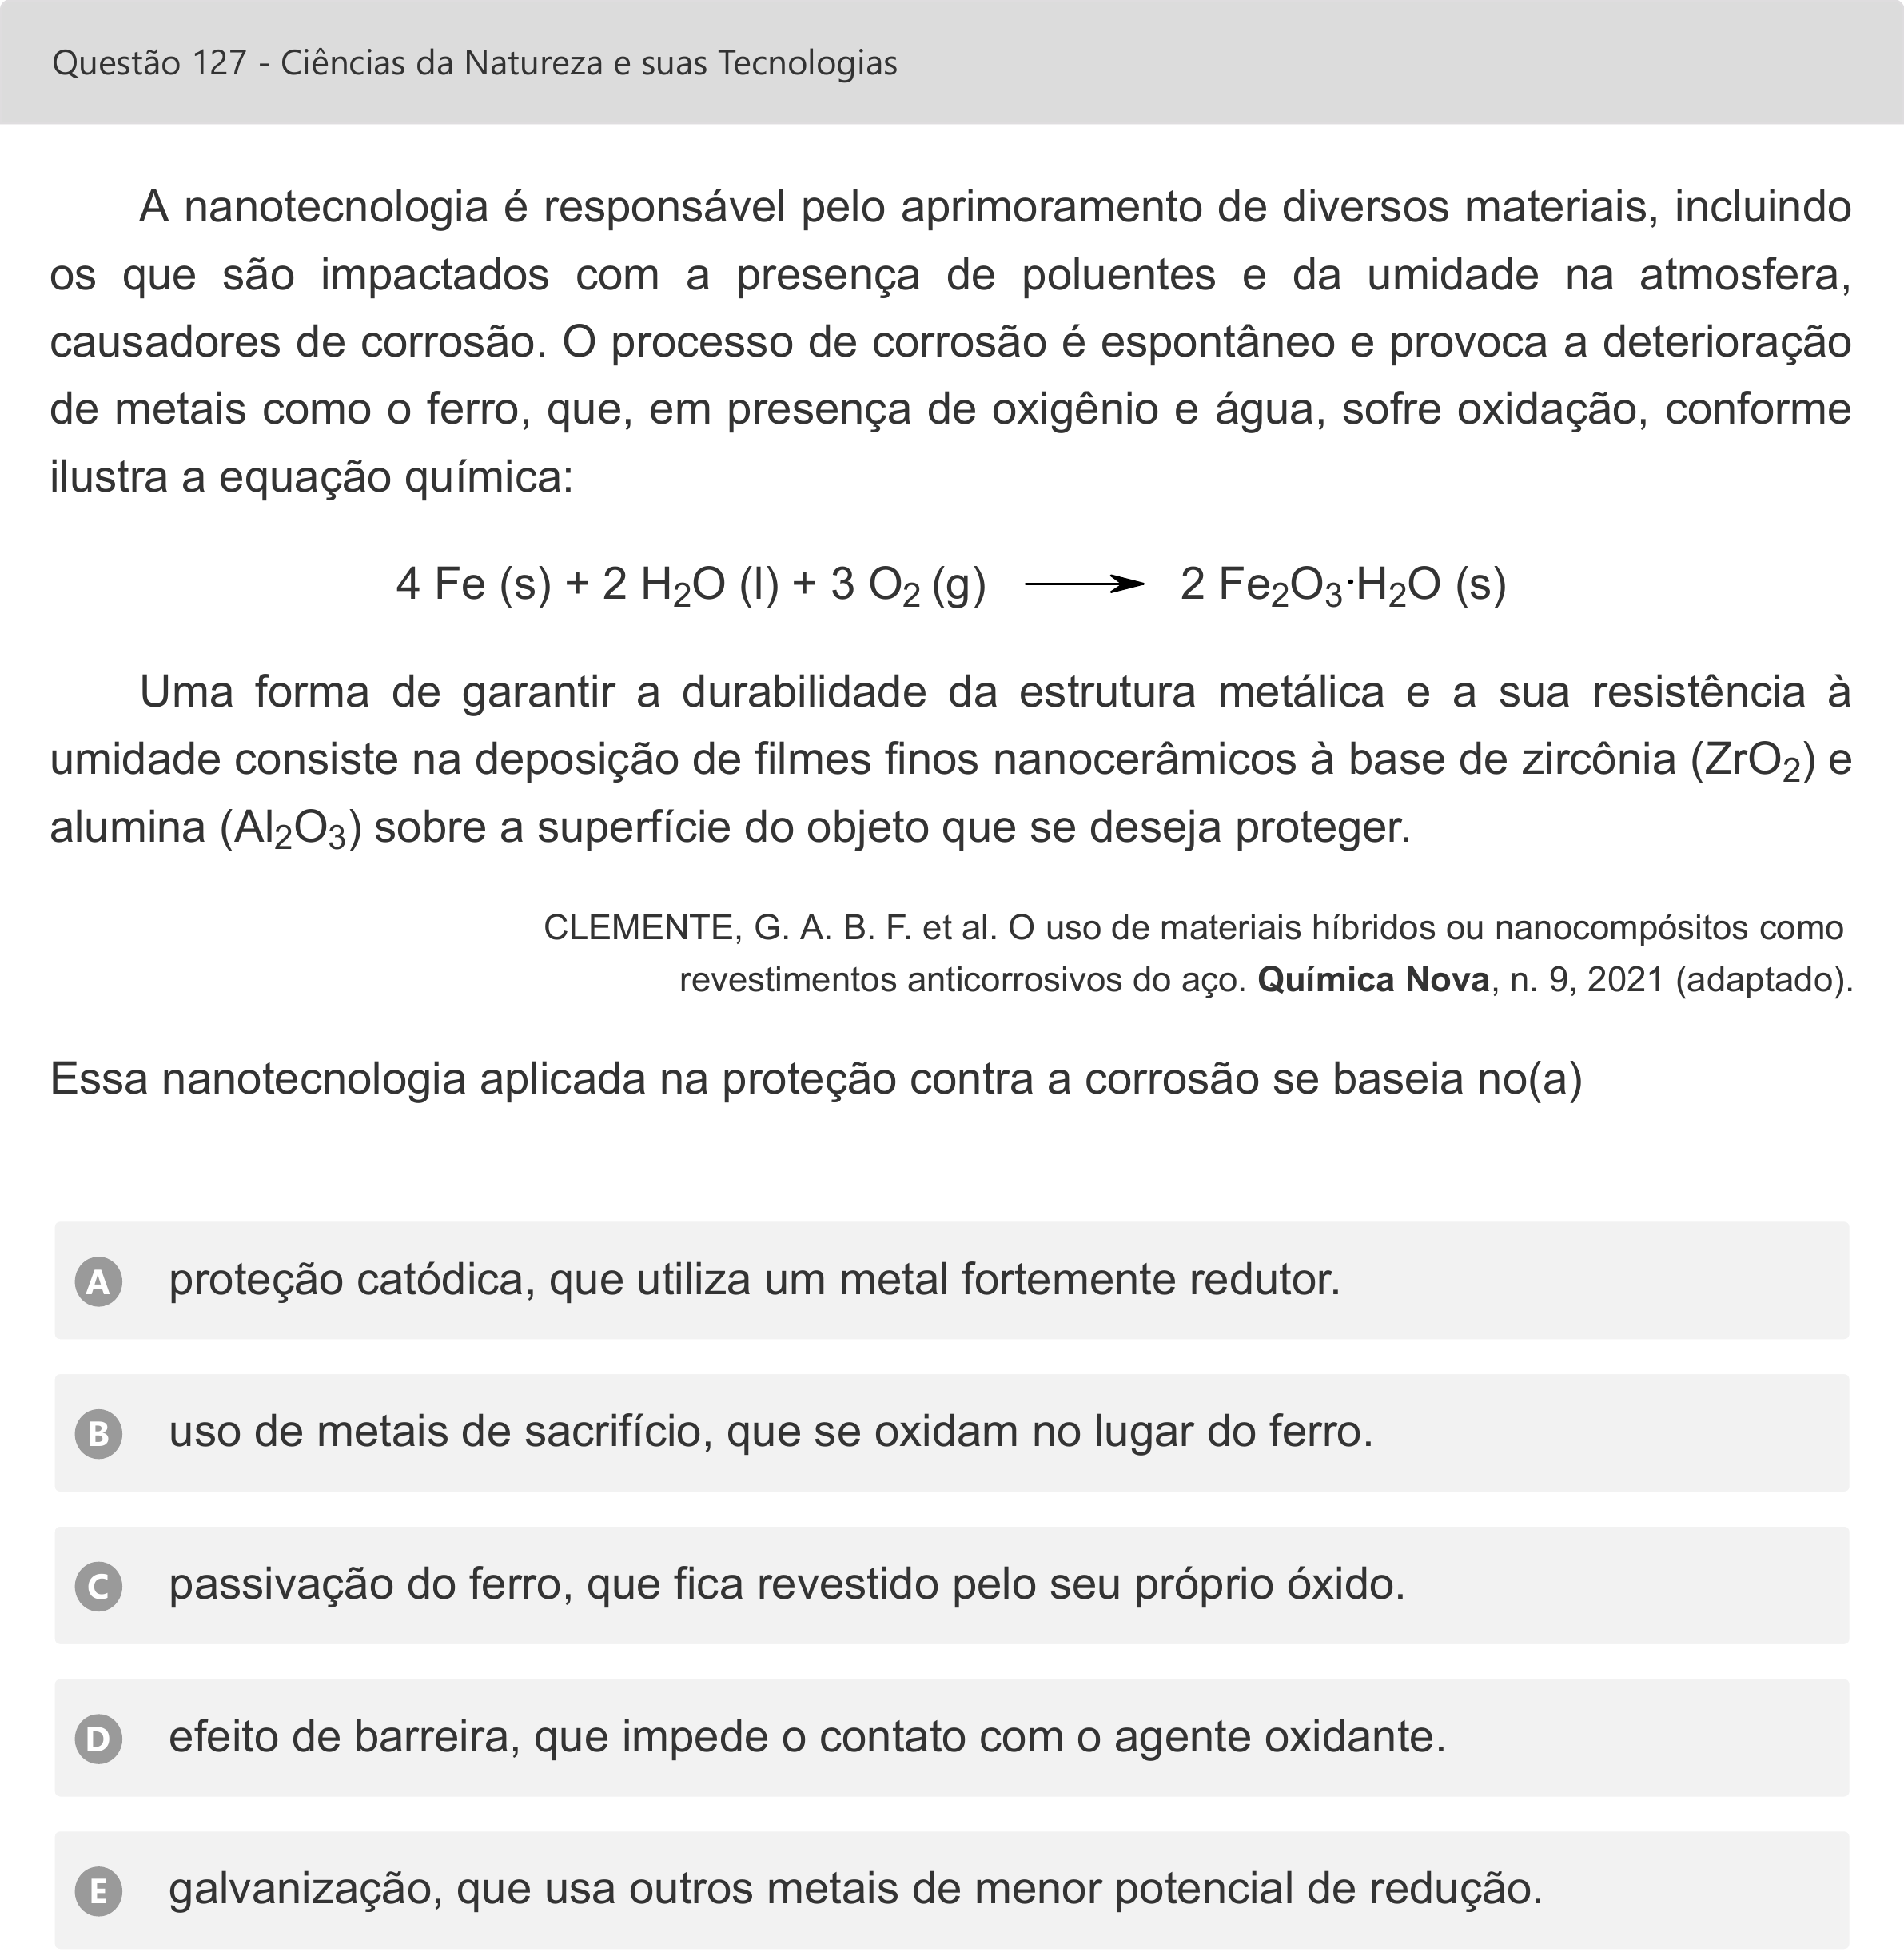 Questão 127 - Ciências da Natureza e suas Tecnologias
A nanotecnologia é responsável pelo aprimoramento de diversos materiais, incluindo
os que são impactados com a presença de poluentes e da umidade na atmosfera,
causadores de corrosão. O processo de corrosão é espontâneo e provoca a deterioração
de metais como o ferro, que, em presença de oxigênio e água, sofre oxidação, conforme
ilustra a equação química:
4 Fe (s) + 2 H₂O (l) + 3 O₂ (g) ⟶ 2 Fe₂O₃·H₂O (s)
Uma forma de garantir a durabilidade da estrutura metálica e a sua resistência à
umidade consiste na deposição de filmes finos nanocerâmicos à base de zircônia (ZrO₂) e
alumina (Al₂O₃) sobre a superfície do objeto que se deseja proteger.
CLEMENTE, G. A. B. F. et al. O uso de materiais híbridos ou nanocompósitos como
revestimentos anticorrosivos do aço. Química Nova, n. 9, 2021 (adaptado).
Essa nanotecnologia aplicada na proteção contra a corrosão se baseia no(a)
A proteção catódica, que utiliza um metal fortemente redutor.
B uso de metais de sacrifício, que se oxidam no lugar do ferro.
C passivação do ferro, que fica revestido pelo seu próprio óxido.
D efeito de barreira, que impede o contato com o agente oxidante.
E galvanização, que usa outros metais de menor potencial de redução.